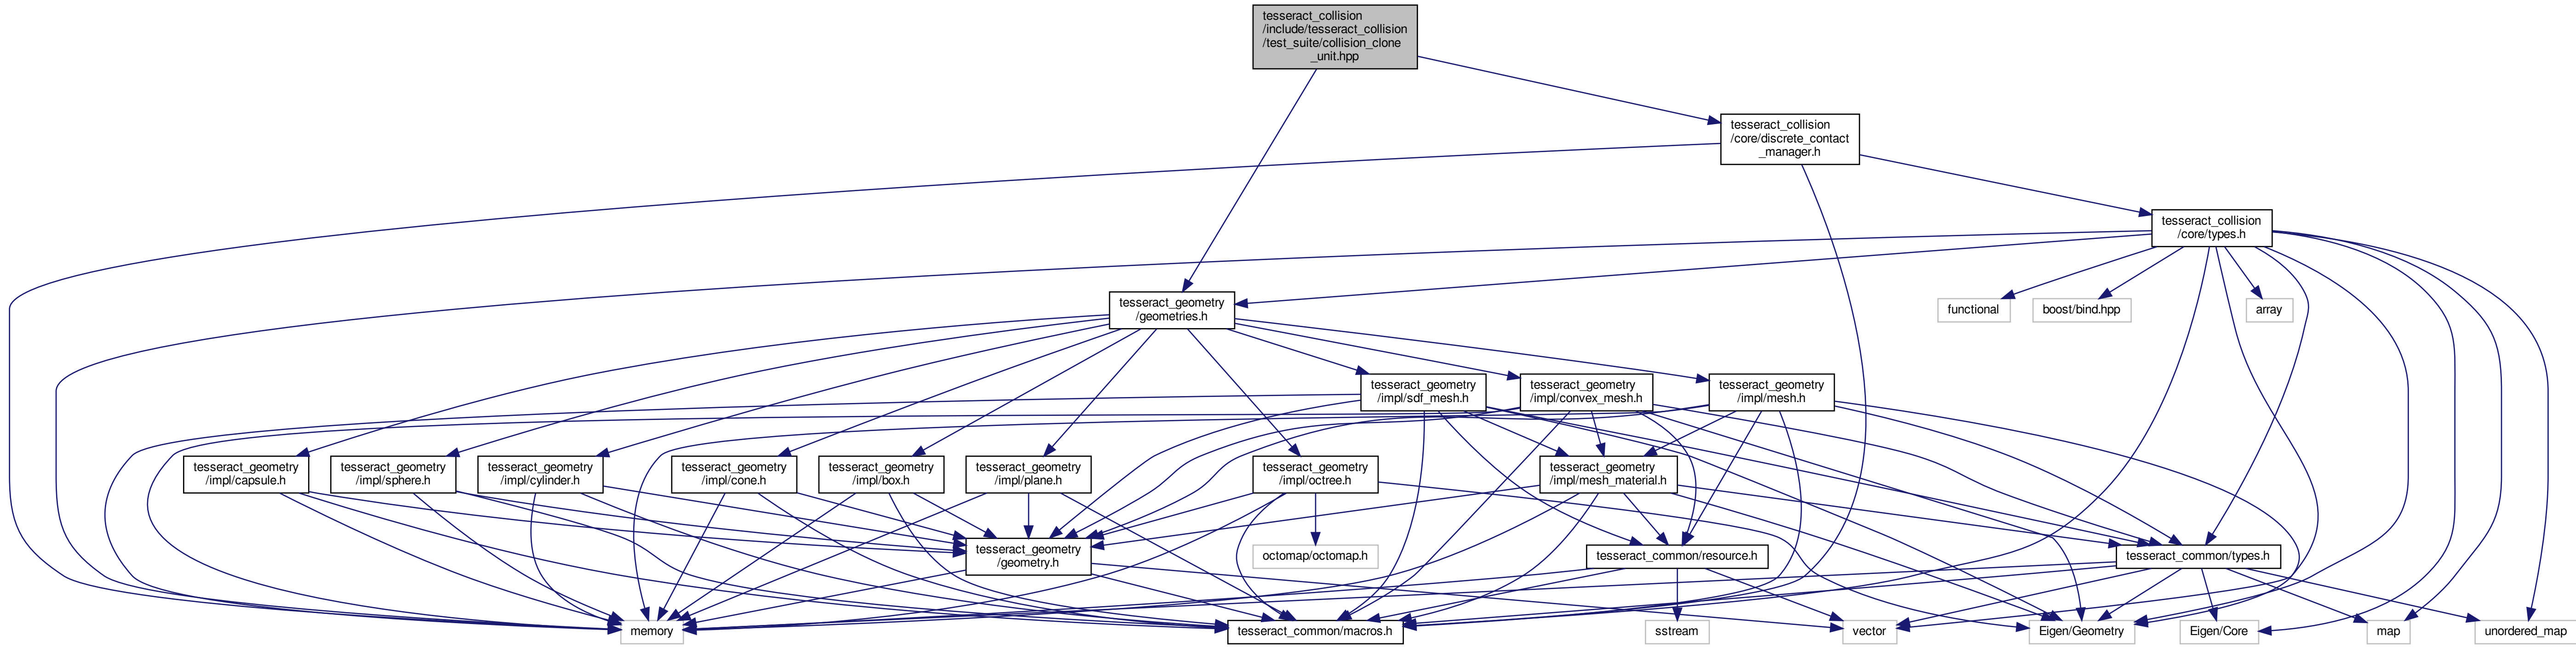 tesseract_collision
/include/tesseract_collision
/test_suite/collision_clone
_unit.hpp
tesseract_collision
/core/discrete_contact
_manager.h
tesseract_collision
/core/types.h
tesseract_geometry
/geometries.h
functional
boost/bind.hpp
array
tesseract_geometry
/impl/sdf_mesh.h
tesseract_geometry
/impl/convex_mesh.h
tesseract_geometry
/impl/mesh.h
tesseract_geometry
/impl/capsule.h
tesseract_geometry
/impl/sphere.h
tesseract_geometry
/impl/cylinder.h
tesseract_geometry
/impl/cone.h
tesseract_geometry
/impl/box.h
tesseract_geometry
/impl/plane.h
tesseract_geometry
/impl/octree.h
tesseract_geometry
/impl/mesh_material.h
tesseract_geometry
/geometry.h
octomap/octomap.h
tesseract_common/resource.h
tesseract_common/types.h
memory
tesseract_common/macros.h
sstream
vector
Eigen/Geometry
Eigen/Core
map
unordered_map